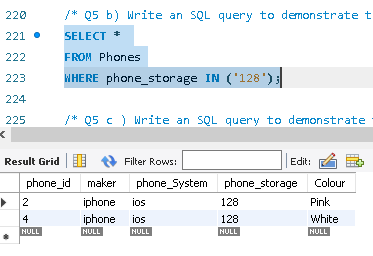 220 /* Q5 b) Write an SQL query to demonstrate t
221 SELECT *
222 FROM Phones
223 WHERE phone_storage IN ('128');
224
225 /* Q5 c ) Write an SQL query to demonstrate t
Result Grid Filter Rows: Edit:
phone_id maker phone_System phone_storage Colour
2 iphone ios 128 Pink
4 iphone ios 128 White
NULL NULL NULL NULL NULL